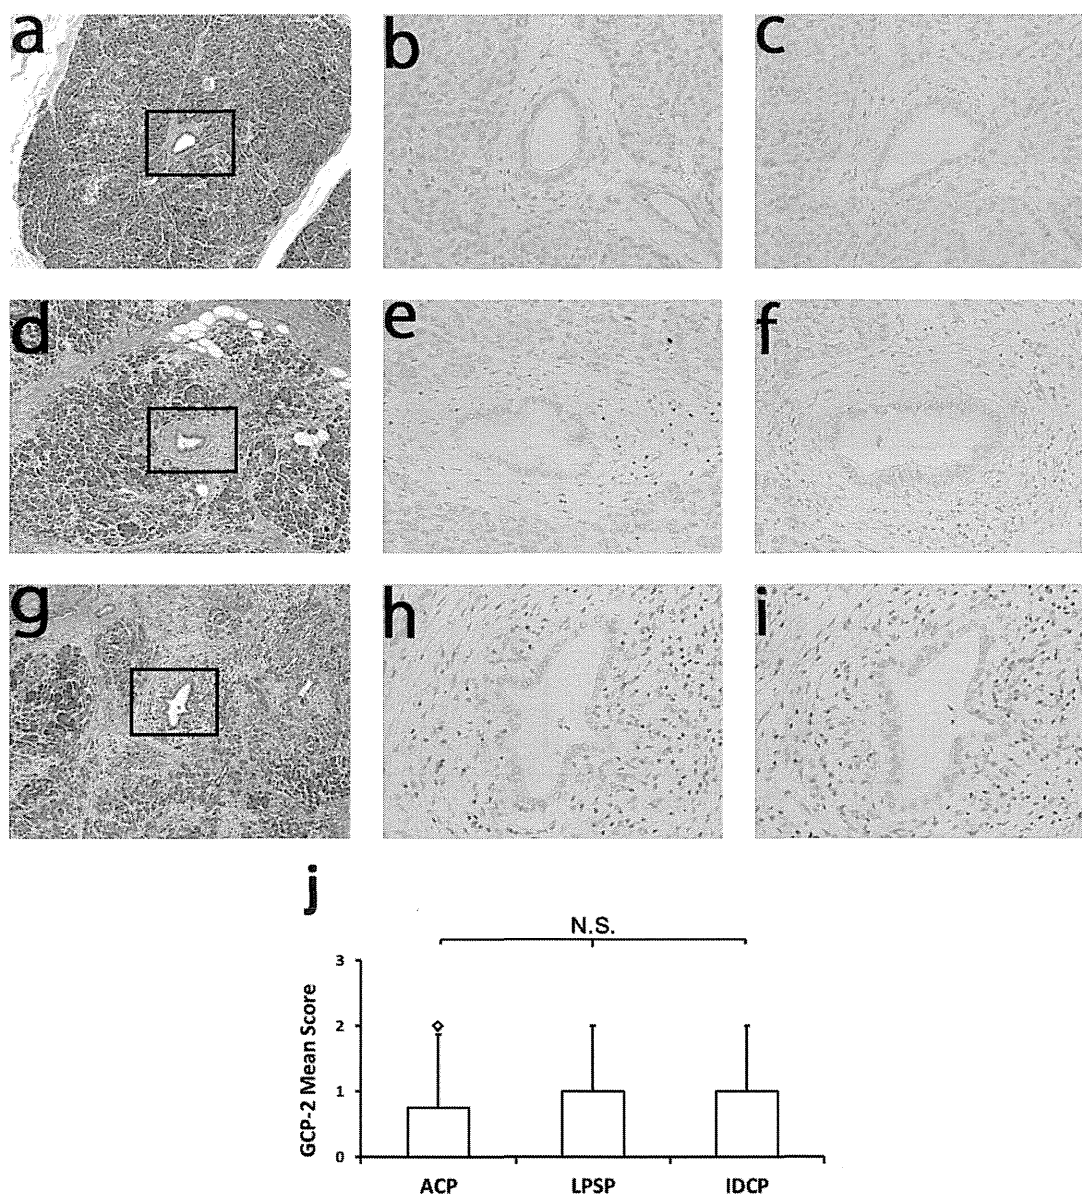 a b c
d e f
g h i
j
N.S.
GCP-2 Mean Score
3
2
1
0
ACP LPSP IDCP